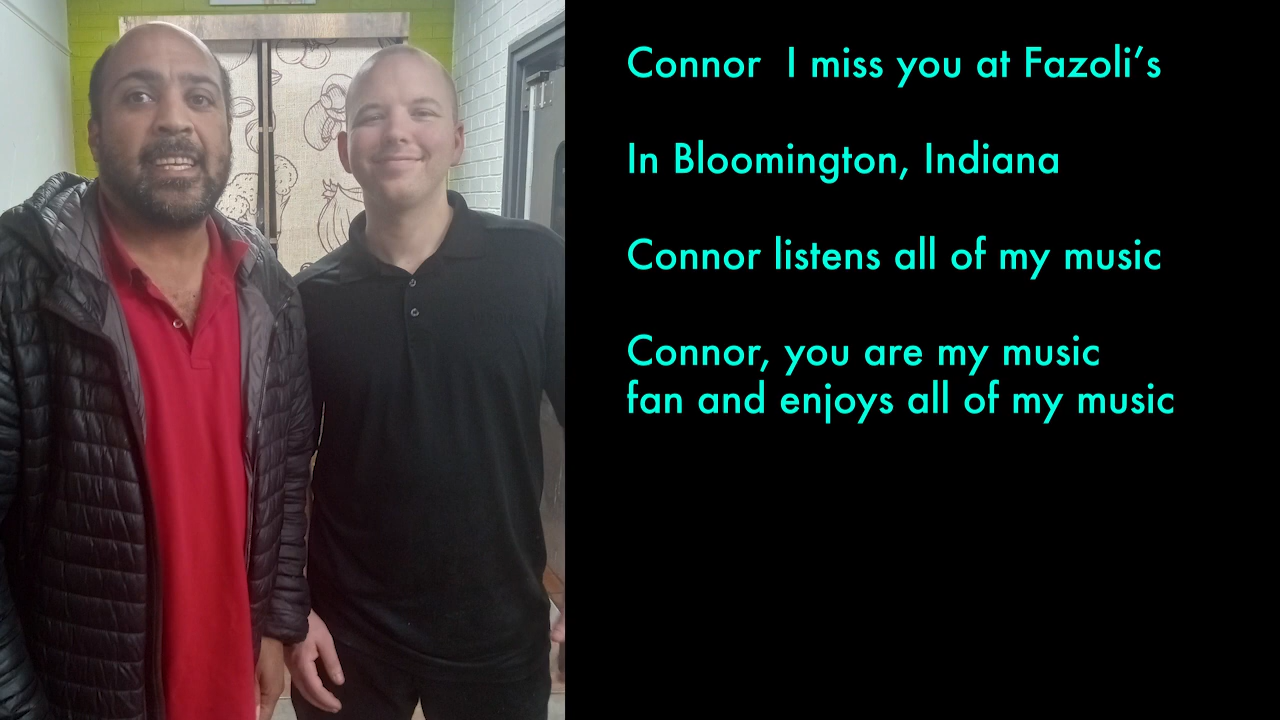 Connor  I miss you at Fazoli’s
In Bloomington, Indiana
Connor listens all of my music
Connor, you are my music
fan and enjoys all of my music